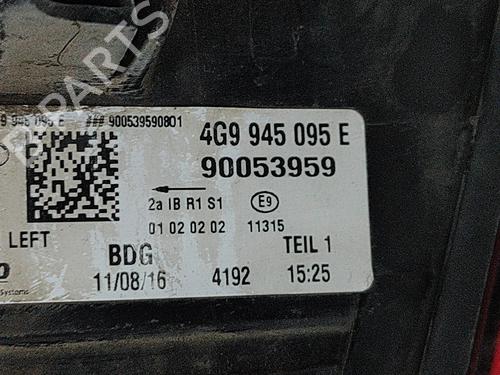 9 945 095 E ### 900539590801
4G9 945 095 E
90053959
2a IB R1 S1 E9
01 02 02 02 11315
LEFT BDG TEIL 1
11/08/16 4192 15:25
Systems
PARTS